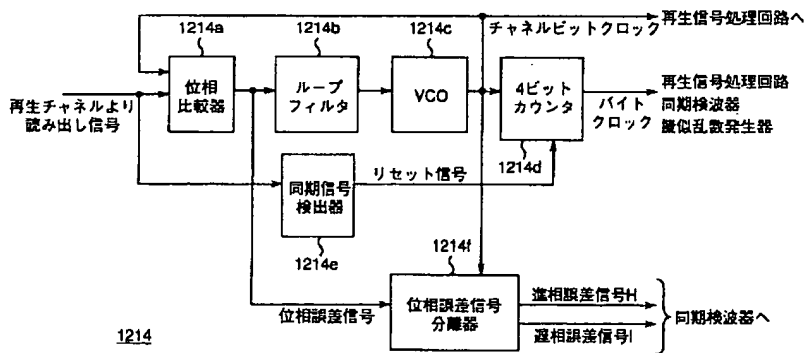 1214a
1214b
1214c
チャネルビットクロック
再生信号処理回路へ
位相
比較器
ループ
フィルタ
VCO
4ビット
カウンタ
再生チャネルより
読み出し信号
バイト
クロック
再生信号処理回路
同期検波器
擬似乱数発生器
1214d
リセット信号
同期信号
検出器
1214e
1214f
位相誤差信号
位相誤差信号
分離器
進相誤差信号H
遅相誤差信号I
同期検波器へ
1214